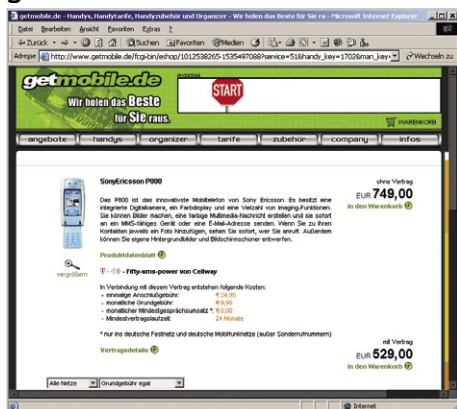 getmobile.de - Handys, Handytarife, Handyzubehör und Organizer - Wir holen das Beste für Sie ra - Microsoft Internet Explorer
Datei Bearbeiten Ansicht Favoriten Extras ?
Zurück Suchen Favoriten Medien
Adresse http://www.getmobile.de/fcgi-bin/eshop/1012538265-1535497088?service=51&handy_key=1702&man_key= Wechseln zu
getmobile.de
Anzeige
START
Wir holen das Beste
für Sie raus.
WARENKORB
angebote handys organizer tarife zubehör company infos
SonyEricsson P800
ohne Vertrag
EUR 749,00
in den Warenkorb
Das P800 ist das innovativste Mobiltelefon von Sony Ericsson. Es besitzt eine
integrierte Digitalkamera, ein Farbdisplay und eine Vielzahl von Imaging-Funktionen.
Sie können Bilder machen, eine farbige Multimedia-Nachricht erstellen und sie sofort
an ein MMS-fähiges Gerät oder eine E-Mail-Adresse senden. Wenn Sie zu Ihren
Kontakten jeweils ein Foto hinzufügen, sehen Sie sofort, wer Sie anruft. Außerdem
können Sie eigene Hintergrundbilder und Bildschirmschoner entwerfen.
Produktdatenblatt
vergrößern
T - D1 - Fifty-sms-power von Cellway
In Verbindung mit diesem Vertrag entstehen folgende Kosten:
- einmalige Anschlußgebühr: € 24,95
- monatliche Grundgebühr: € 9,95
- monatlicher Mindestgesprächsumsatz *: € 0,00
- Mindestvertragslaufzeit: 24 Monate
* nur ins deutsche Festnetz und deutsche Mobilfunknetze (außer Sonderrufnummern)
Vertragsdetails
mit Vertrag
EUR 529,00
in den Warenkorb
Alle Netze Grundgebühr egal
Internet